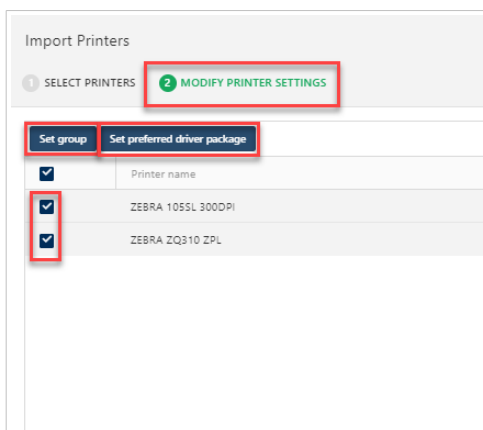 Import Printers
1 SELECT PRINTERS 2 MODIFY PRINTER SETTINGS
Set group Set preferred driver package
Printer name
ZEBRA 105SL 300DPI
ZEBRA ZQ310 ZPL